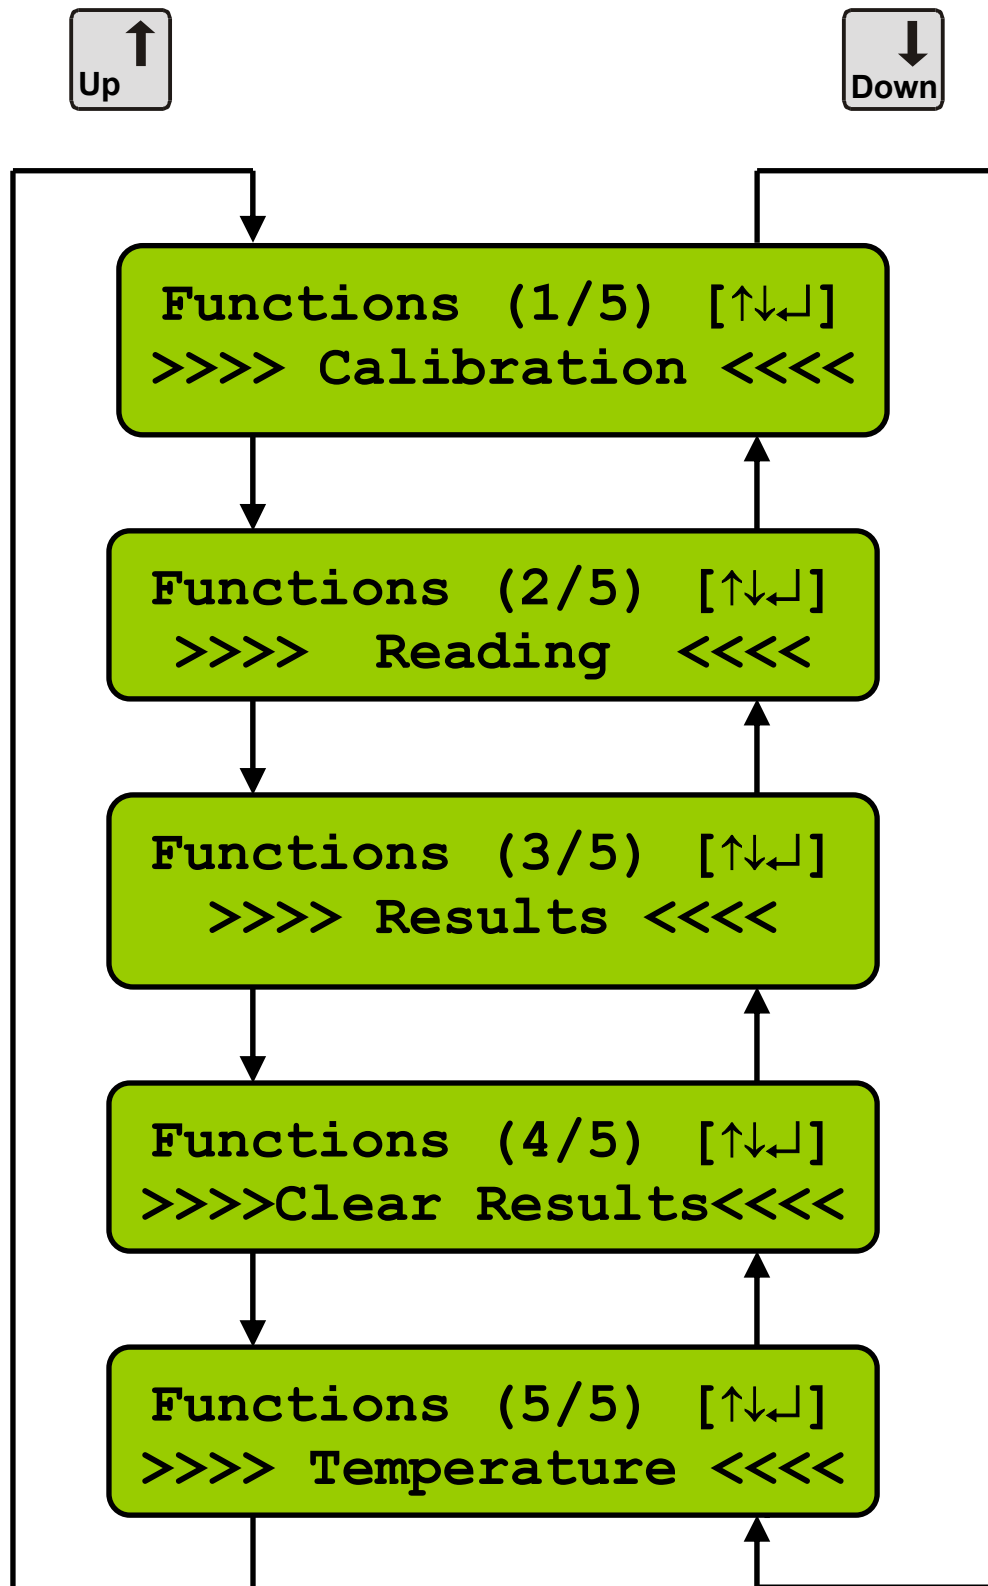 Up ↑
Down ↓
Functions (1/5) [↑↓↵]
>>>> Calibration <<<<
Functions (2/5) [↑↓↵]
>>>> Reading <<<<
Functions (3/5) [↑↓↵]
>>>> Results <<<<
Functions (4/5) [↑↓↵]
>>>>Clear Results<<<<
Functions (5/5) [↑↓↵]
>>>> Temperature <<<<